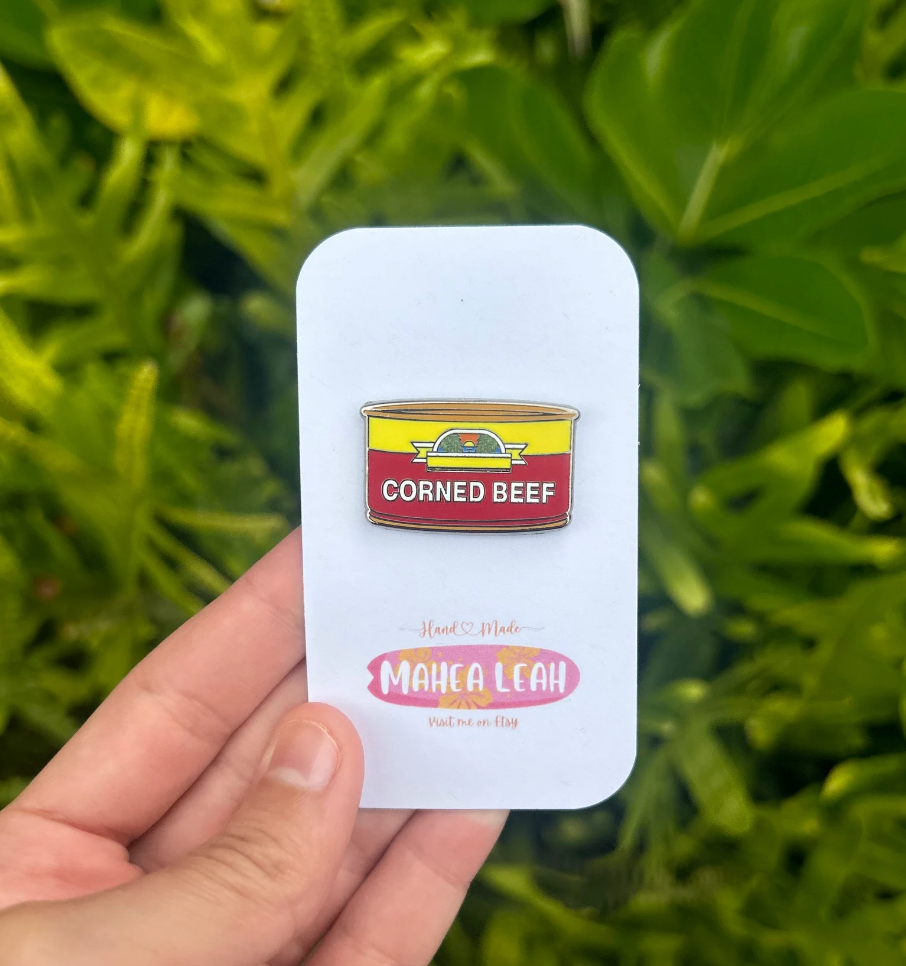 CORNED BEEF
Hand Made
MAHEA LEAH
Visit me on Etsy